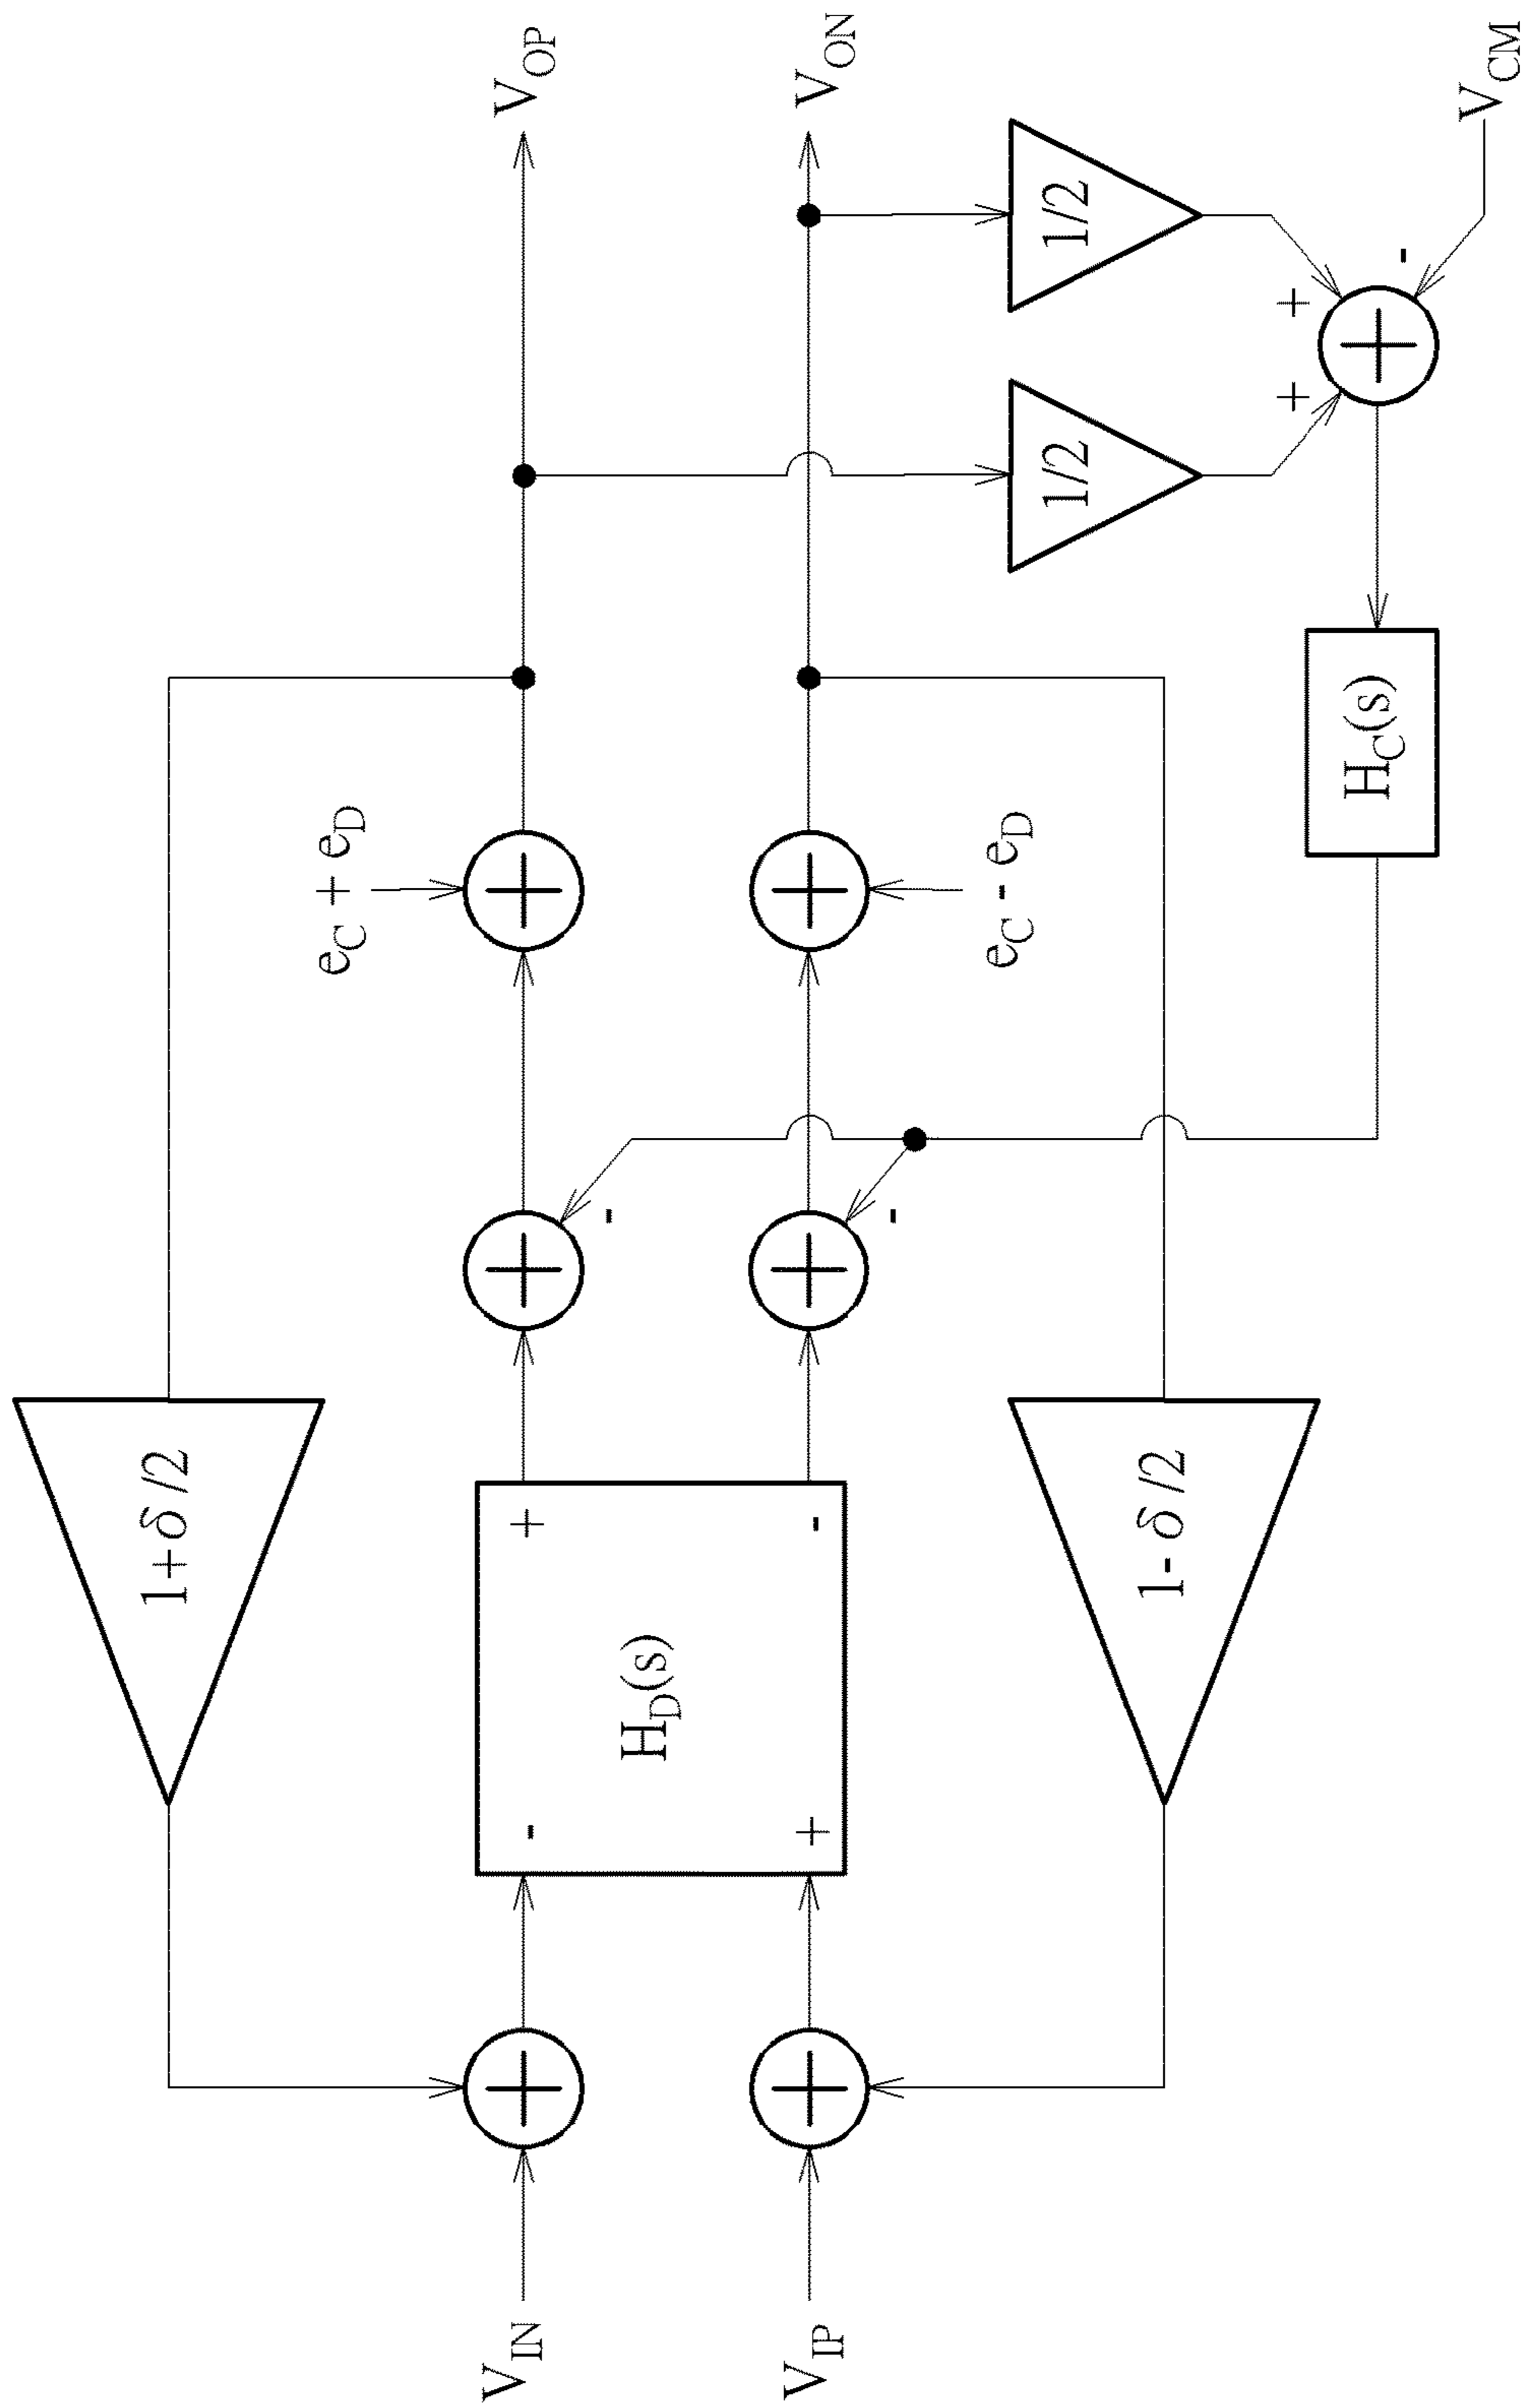 V_IN
V_IP
1+δ/2
-
+
H_D(s)
+
-
1-δ/2
-
-
e_C + e_D
e_C - e_D
H_C(s)
1/2
1/2
+
+
-
V_OP
V_ON
V_CM